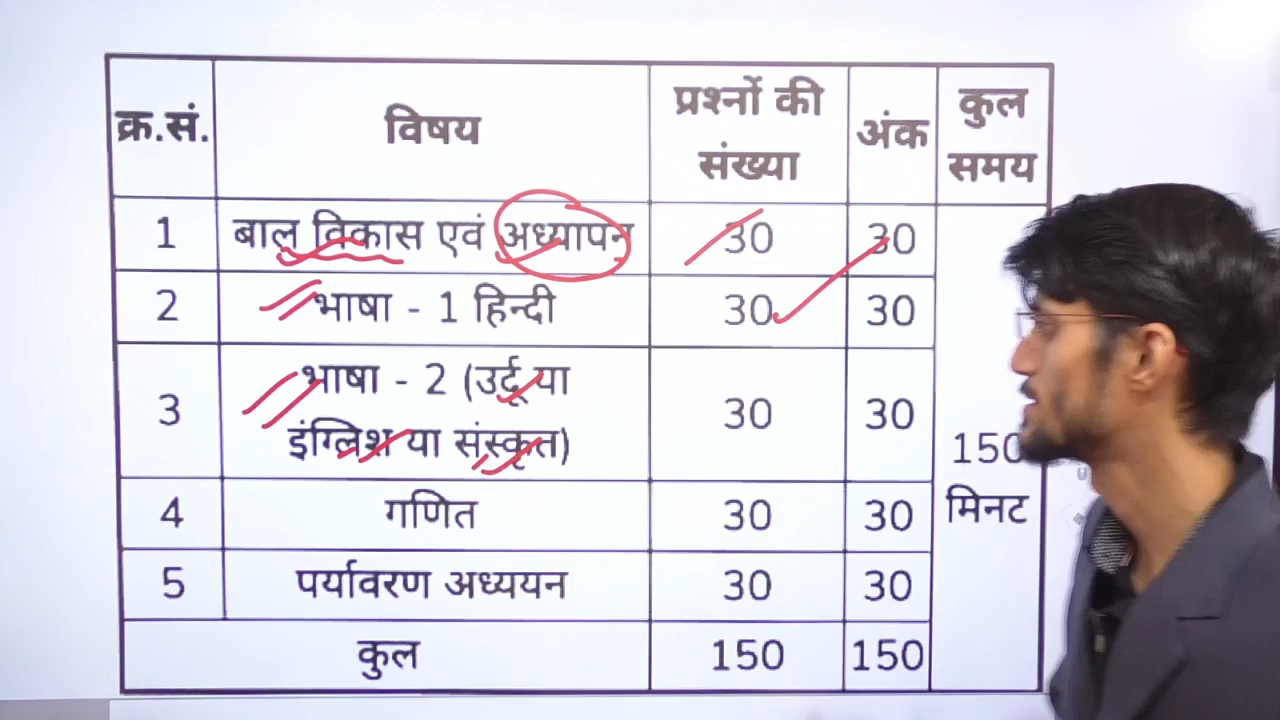 क्र.सं. विषय प्रश्नों की संख्या अंक कुल समय
1 बाल विकास एवं अध्यापन 30 30
2 भाषा - 1 हिन्दी 30 30
3 भाषा - 2 (उर्दू या
इंग्लिश या संस्कृत) 30 30
150 मिनट
4 गणित 30 30
5 पर्यावरण अध्ययन 30 30
कुल 150 150